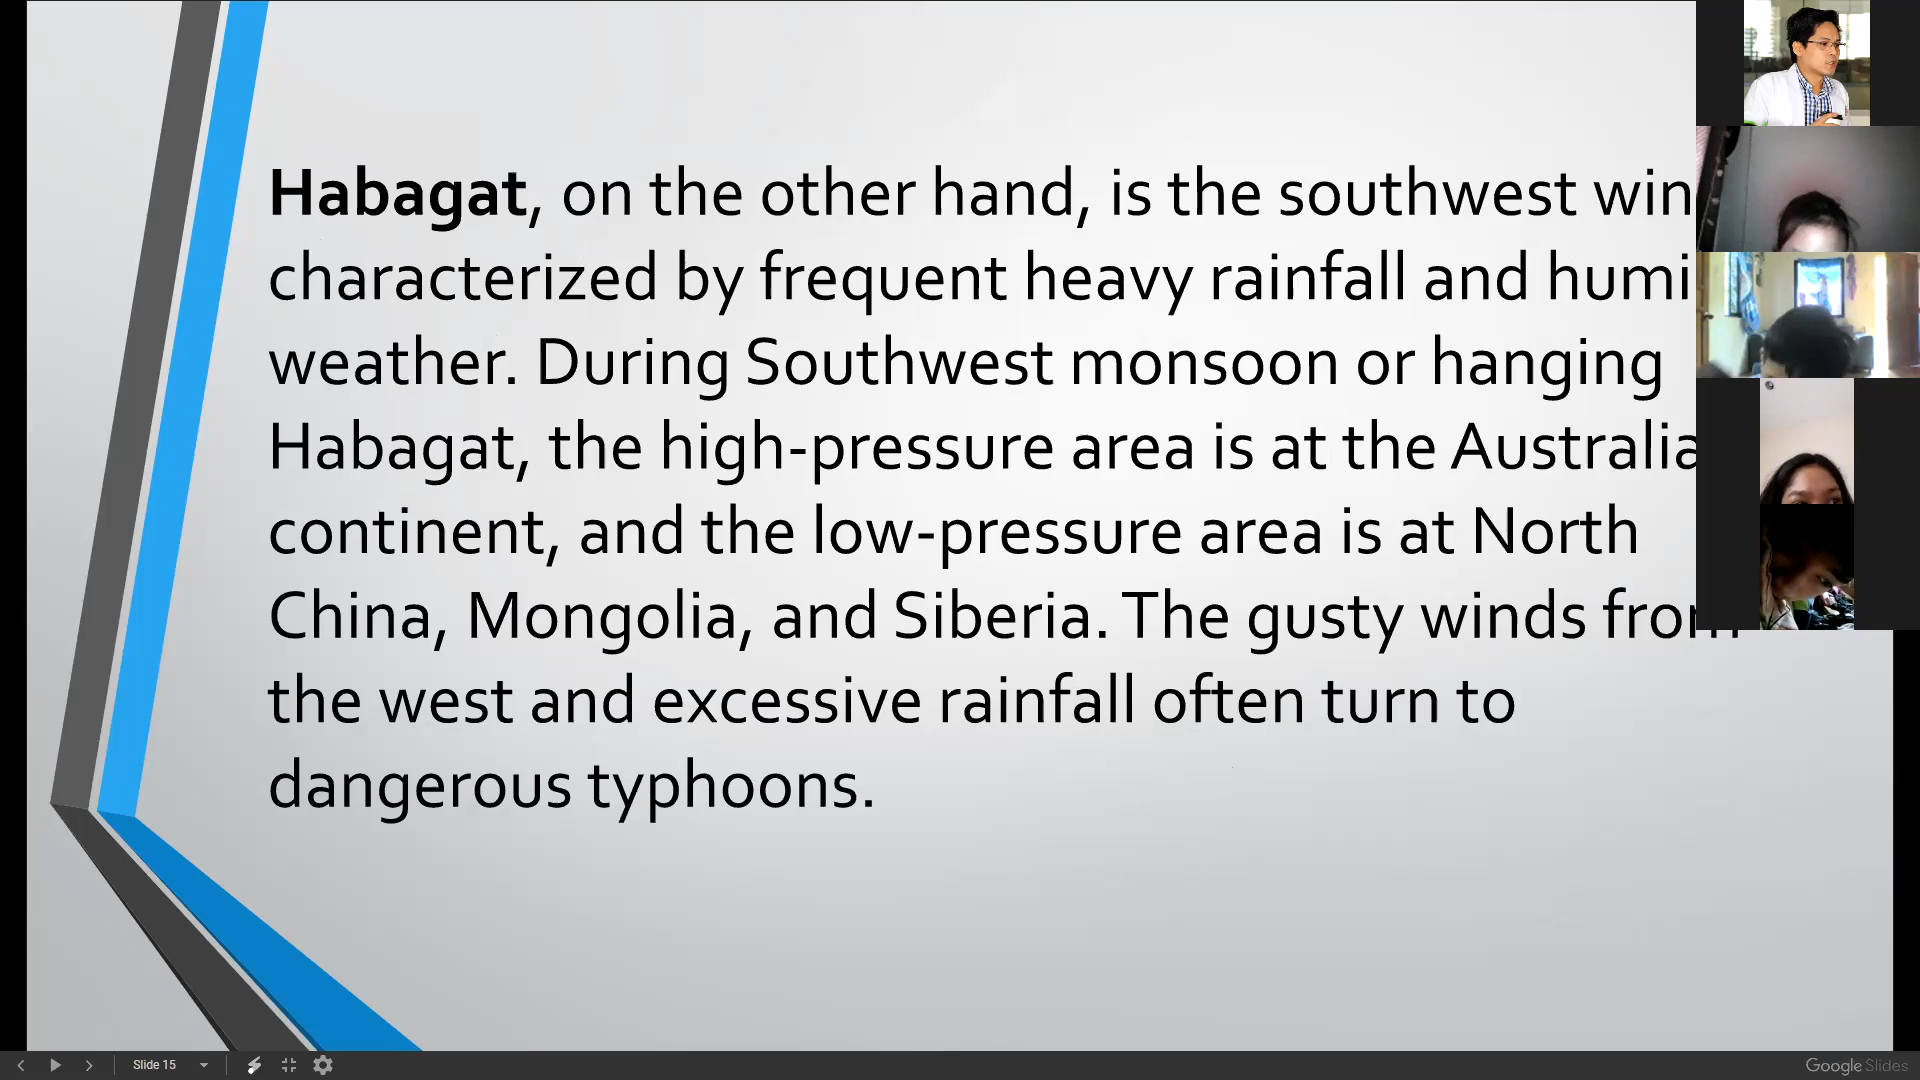 Habagat, on the other hand, is the southwest win
characterized by frequent heavy rainfall and humi
weather. During Southwest monsoon or hanging
Habagat, the high-pressure area is at the Australia
continent, and the low-pressure area is at North
China, Mongolia, and Siberia. The gusty winds from
the west and excessive rainfall often turn to
dangerous typhoons.
Slide 15
Google Slides